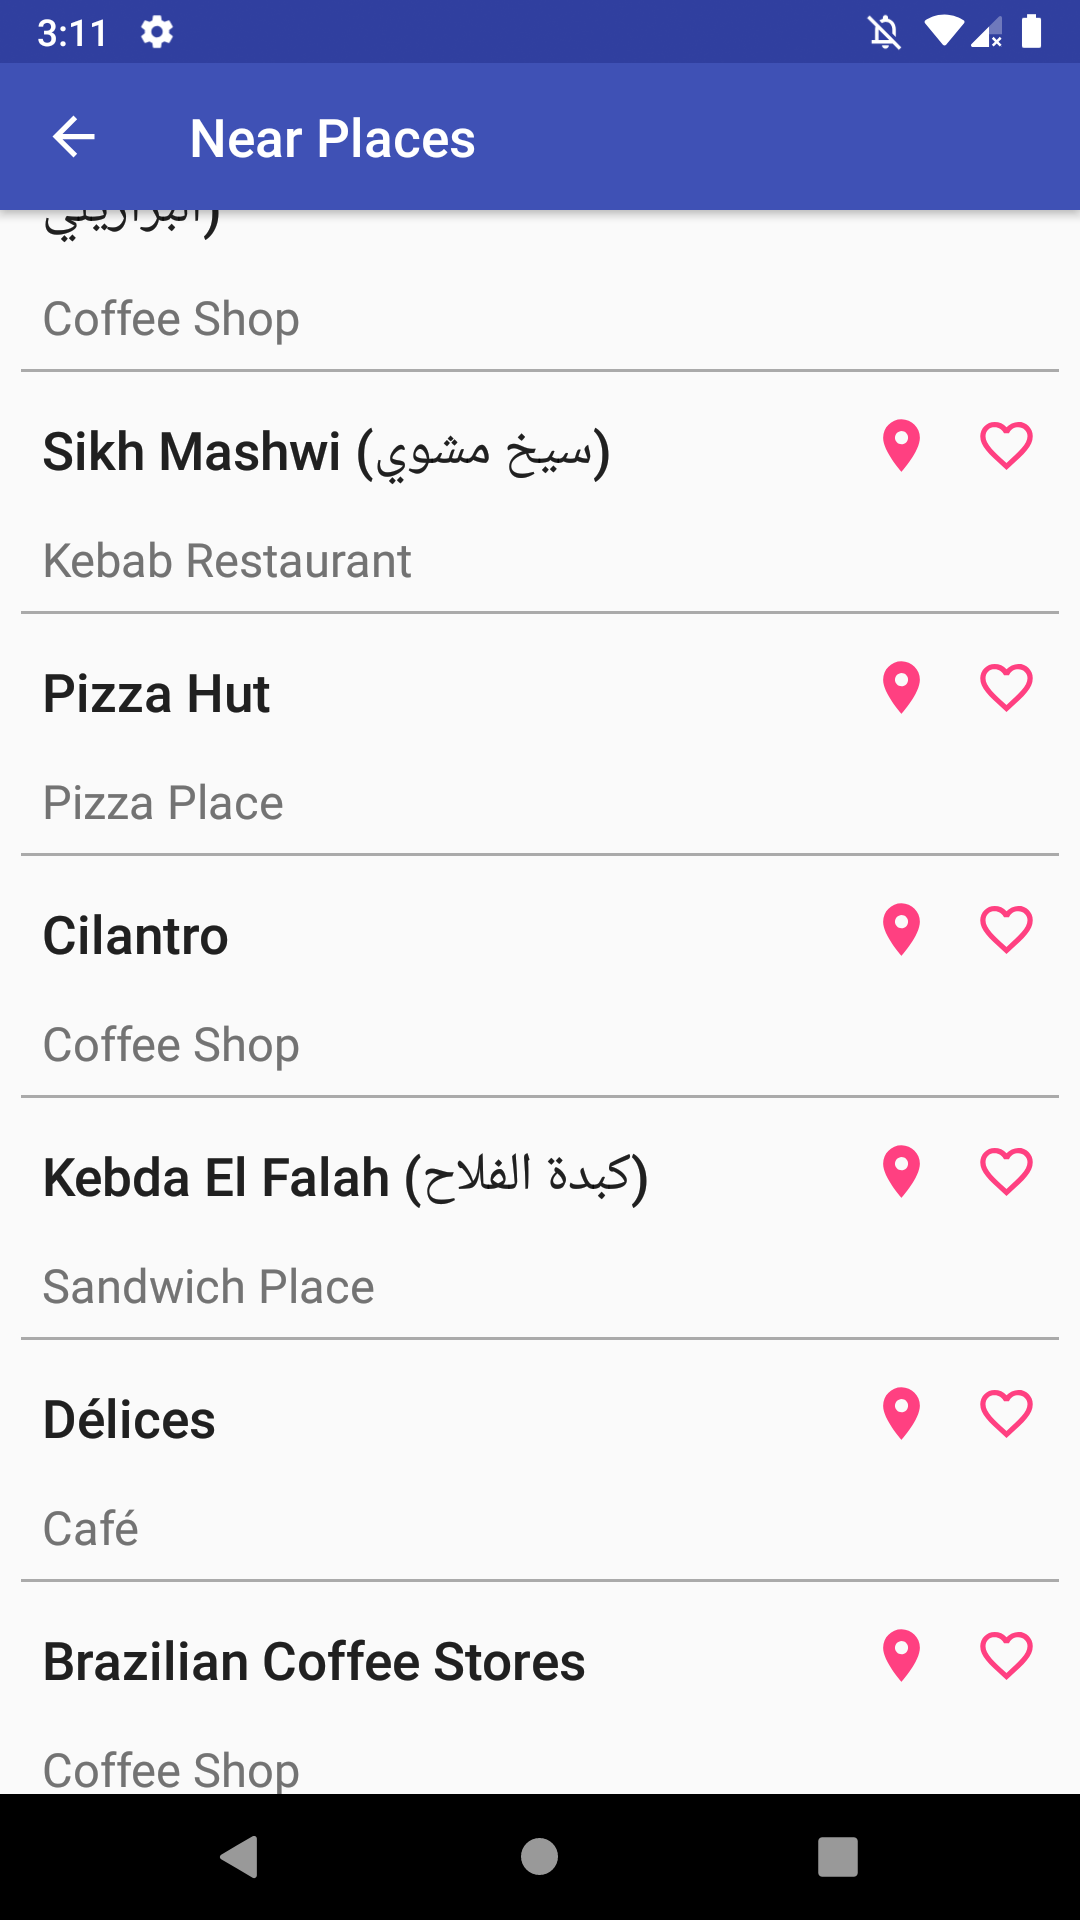 3:11
Near Places
البرازيلي)
Coffee Shop
Sikh Mashwi (سيخ مشوي)
Kebab Restaurant
Pizza Hut
Pizza Place
Cilantro
Coffee Shop
Kebda El Falah (كبدة الفلاح)
Sandwich Place
Délices
Café
Brazilian Coffee Stores
Coffee Shop